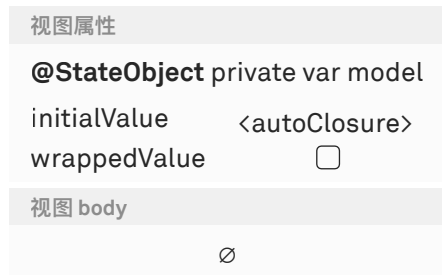 视图属性
@StateObject private var model
initialValue <autoClosure>
wrappedValue
视图 body
∅